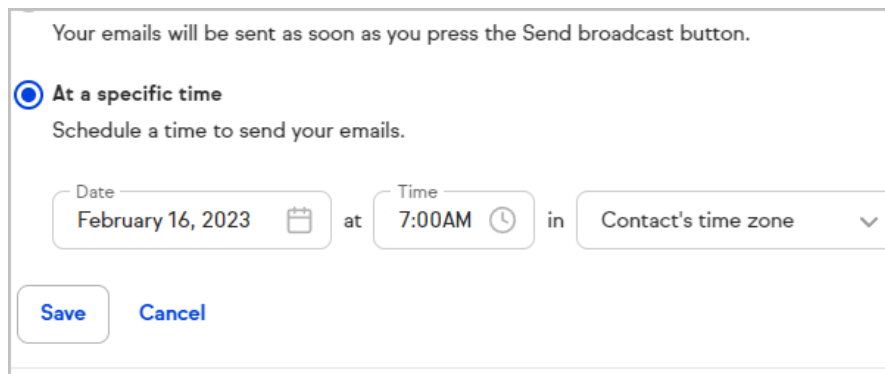 Your emails will be sent as soon as you press the Send broadcast button.
At a specific time
Schedule a time to send your emails.
Date
Time
February 16, 2023 at 7:00AM in Contact's time zone
Save Cancel